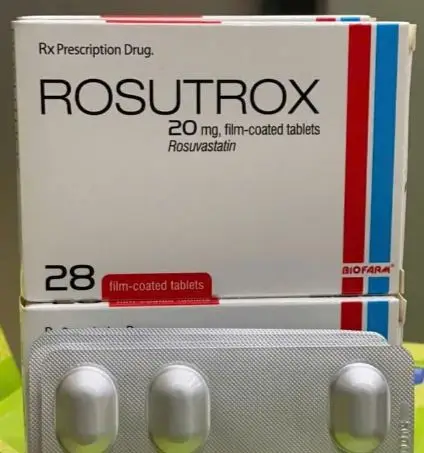 Rx Prescription Drug.
ROSUTROX
20 mg, film-coated tablets
Rosuvastatin
28 film-coated tablets
BIOFARM